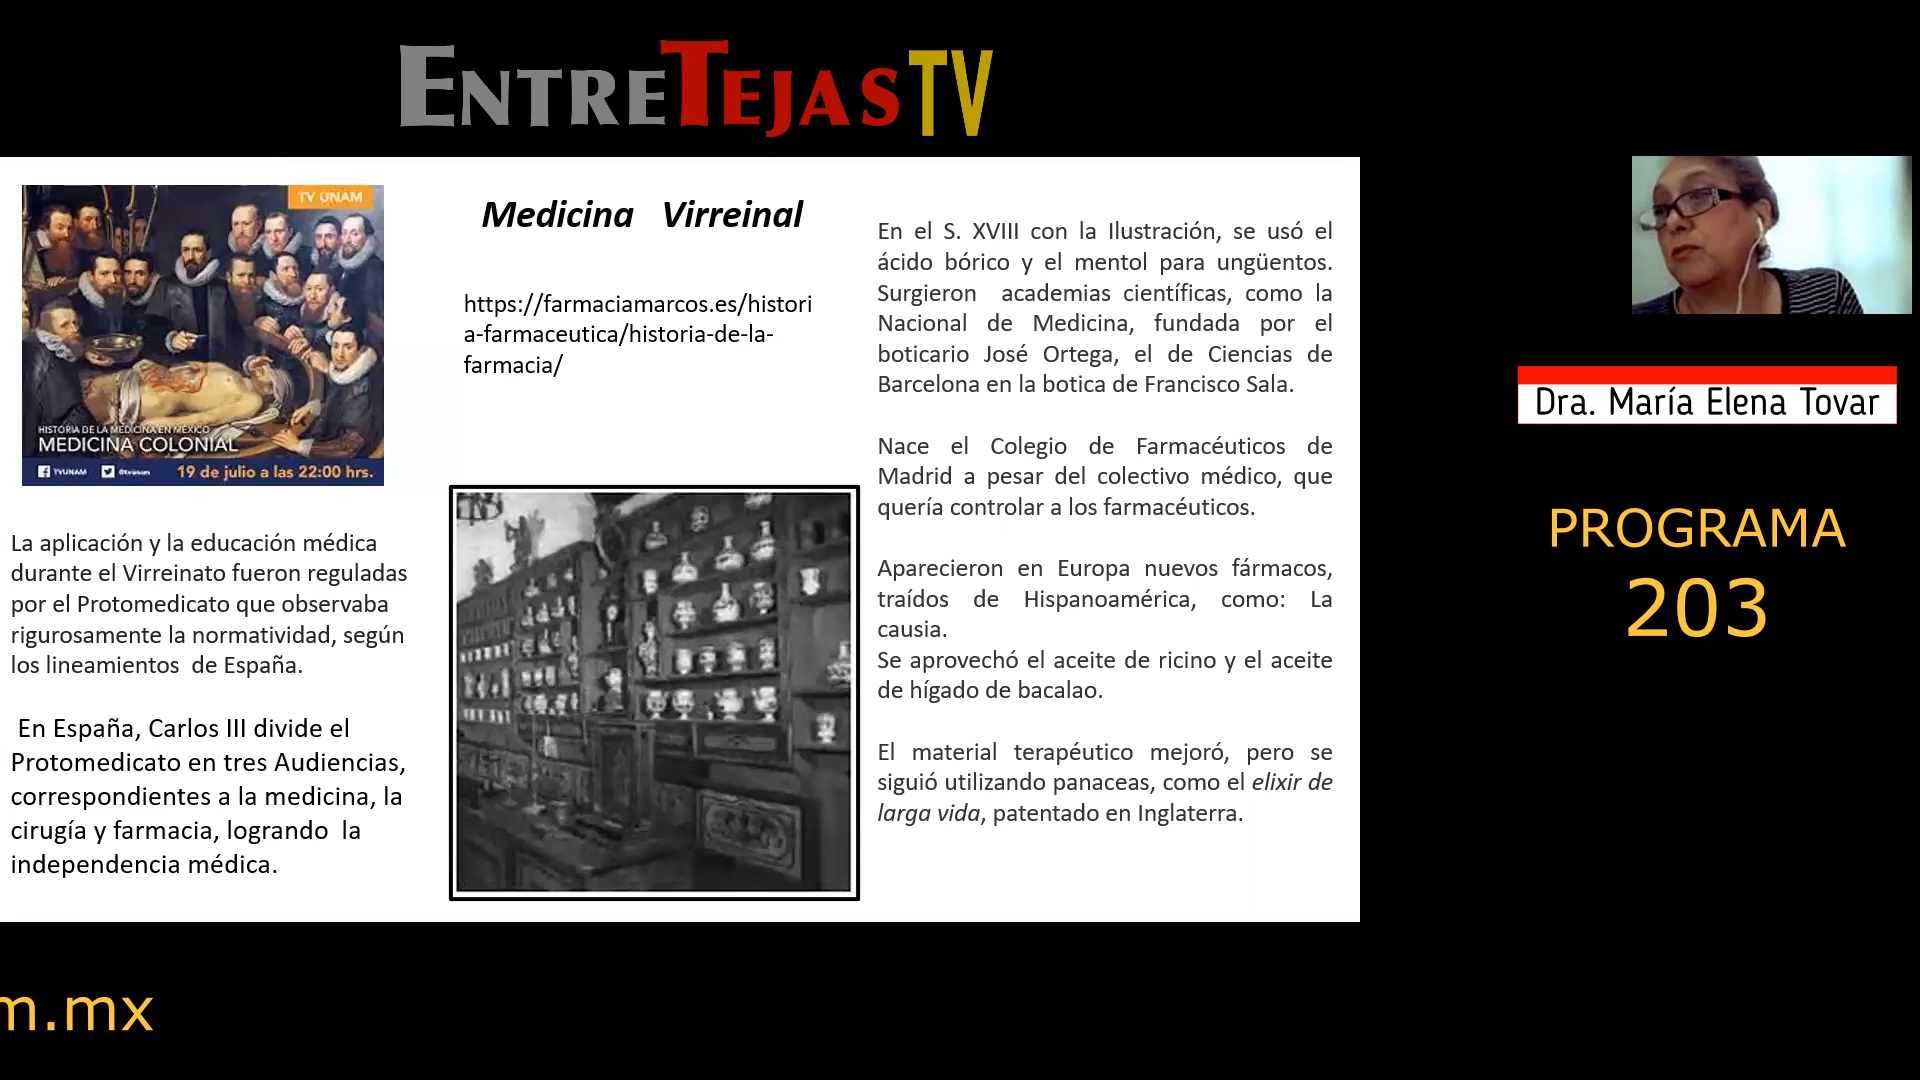 ENTRETEJASTV
TV UNAM
HISTORIA DE LA MEDICINA EN MÉXICO
MEDICINA COLONIAL
TVUNAM @tvunam 19 de julio a las 22:00 hrs.
La aplicación y la educación médica
durante el Virreinato fueron reguladas
por el Protomedicato que observaba
rigurosamente la normatividad, según
los lineamientos de España.
En España, Carlos III divide el
Protomedicato en tres Audiencias,
correspondientes a la medicina, la
cirugía y farmacia, logrando la
independencia médica.
Medicina Virreinal
https://farmaciamarcos.es/histori
a-farmaceutica/historia-de-la-
farmacia/
En el S. XVIII con la Ilustración, se usó el
ácido bórico y el mentol para ungüentos.
Surgieron academias científicas, como la
Nacional de Medicina, fundada por el
boticario José Ortega, el de Ciencias de
Barcelona en la botica de Francisco Sala.
Nace el Colegio de Farmacéuticos de
Madrid a pesar del colectivo médico, que
quería controlar a los farmacéuticos.
Aparecieron en Europa nuevos fármacos,
traídos de Hispanoamérica, como: La
causia.
Se aprovechó el aceite de ricino y el aceite
de hígado de bacalao.
El material terapéutico mejoró, pero se
siguió utilizando panaceas, como el elixir de
larga vida, patentado en Inglaterra.
Dra. María Elena Tovar
PROGRAMA
203
m.mx